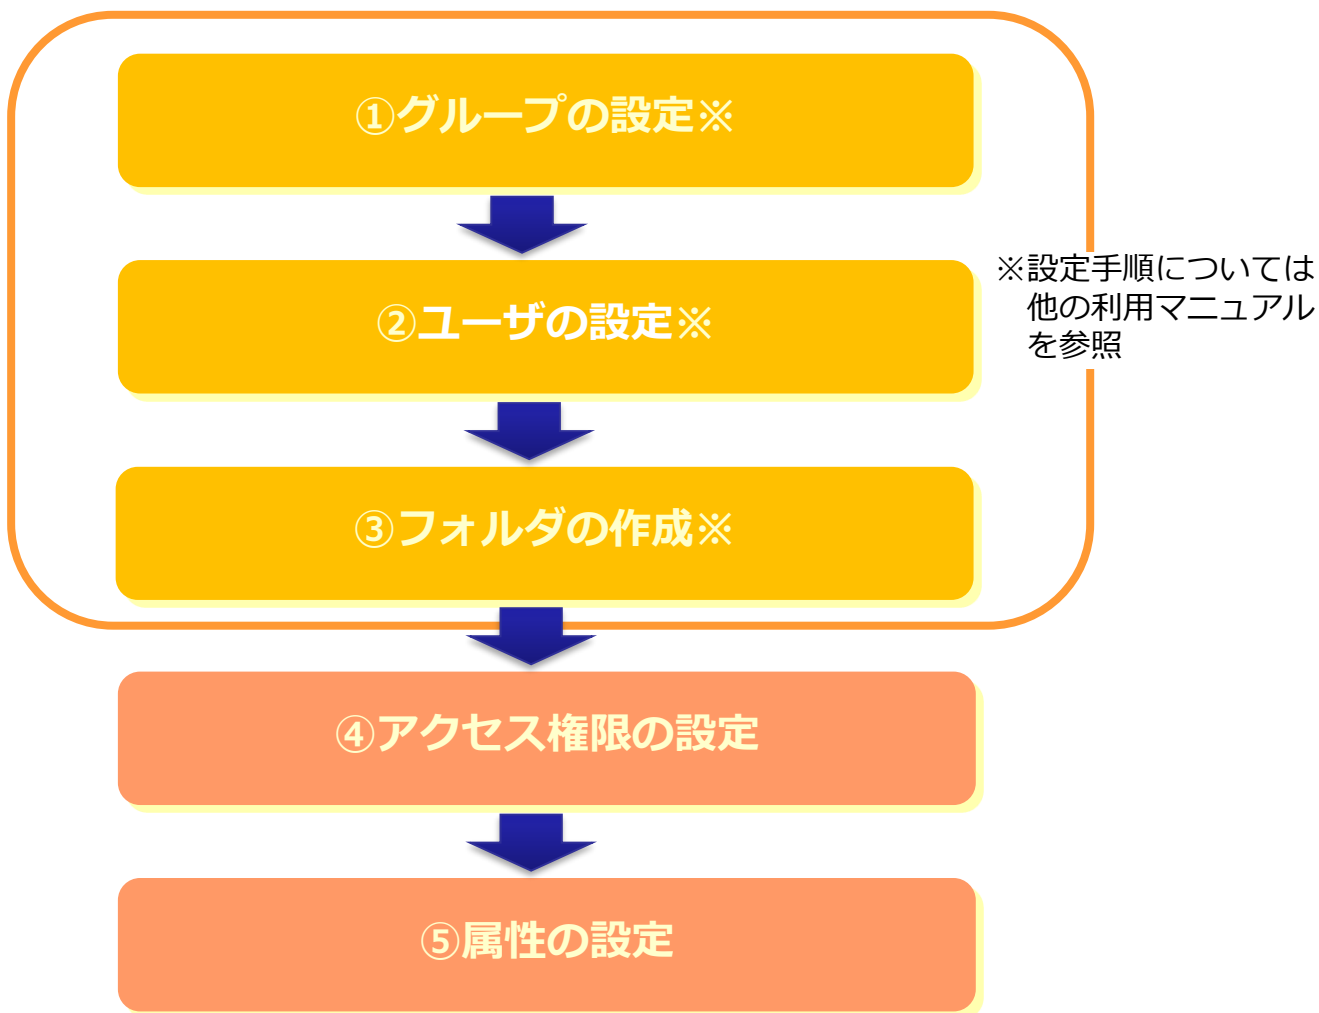 ①グループの設定※
②ユーザの設定※
※設定手順については
他の利用マニュアル
を参照
③フォルダの作成※
④アクセス権限の設定
⑤属性の設定